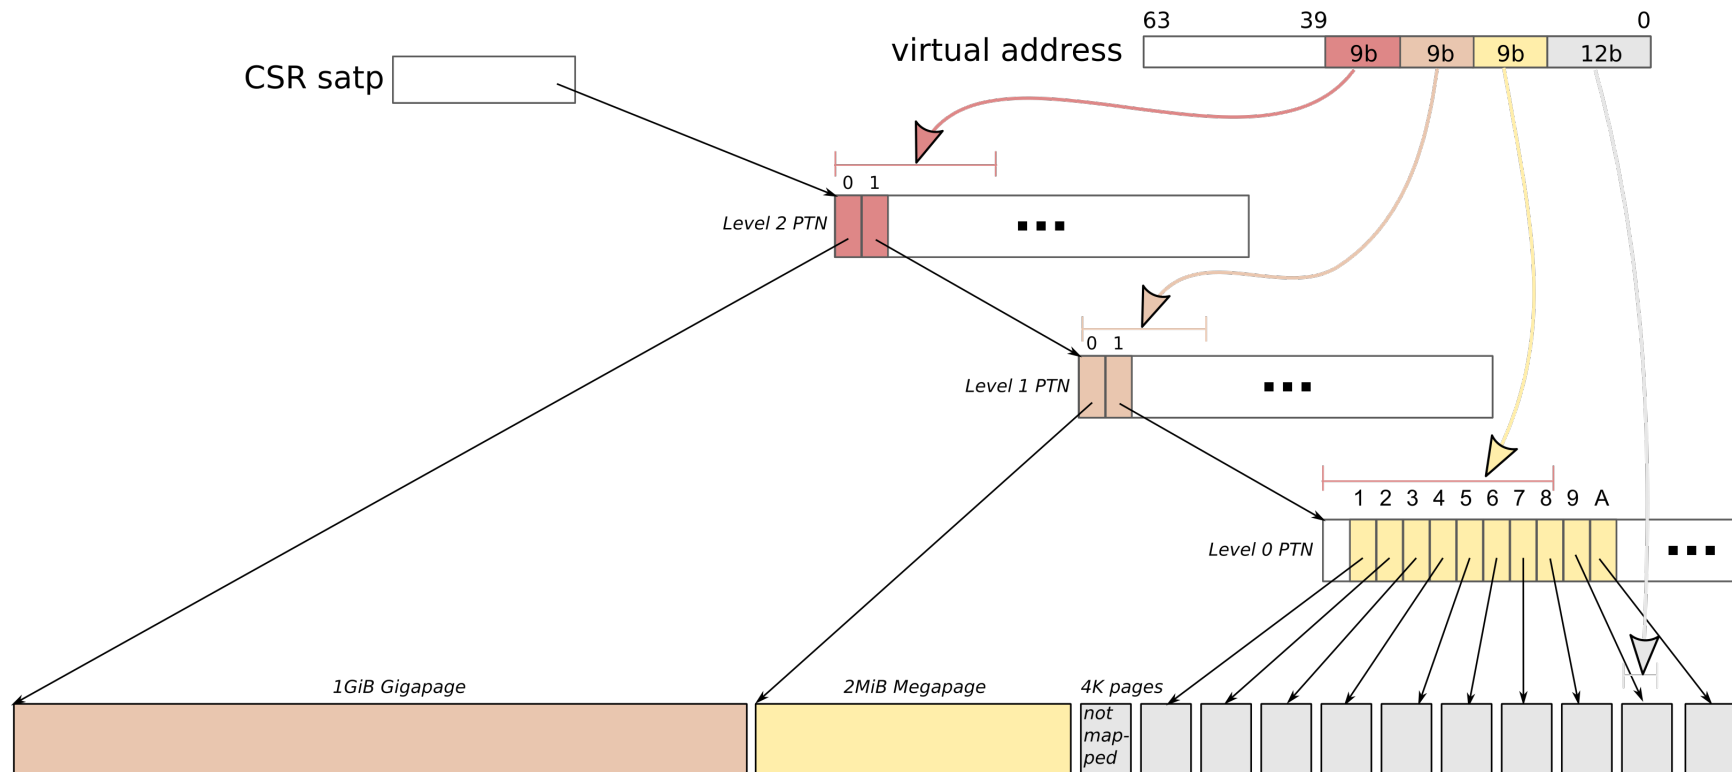 63 39 0
virtual address 9b 9b 9b 12b
CSR satp
0 1
Level 2 PTN
0 1
Level 1 PTN
1 2 3 4 5 6 7 8 9 A
Level 0 PTN
1GiB Gigapage 2MiB Megapage 4K pages
not
map-
ped